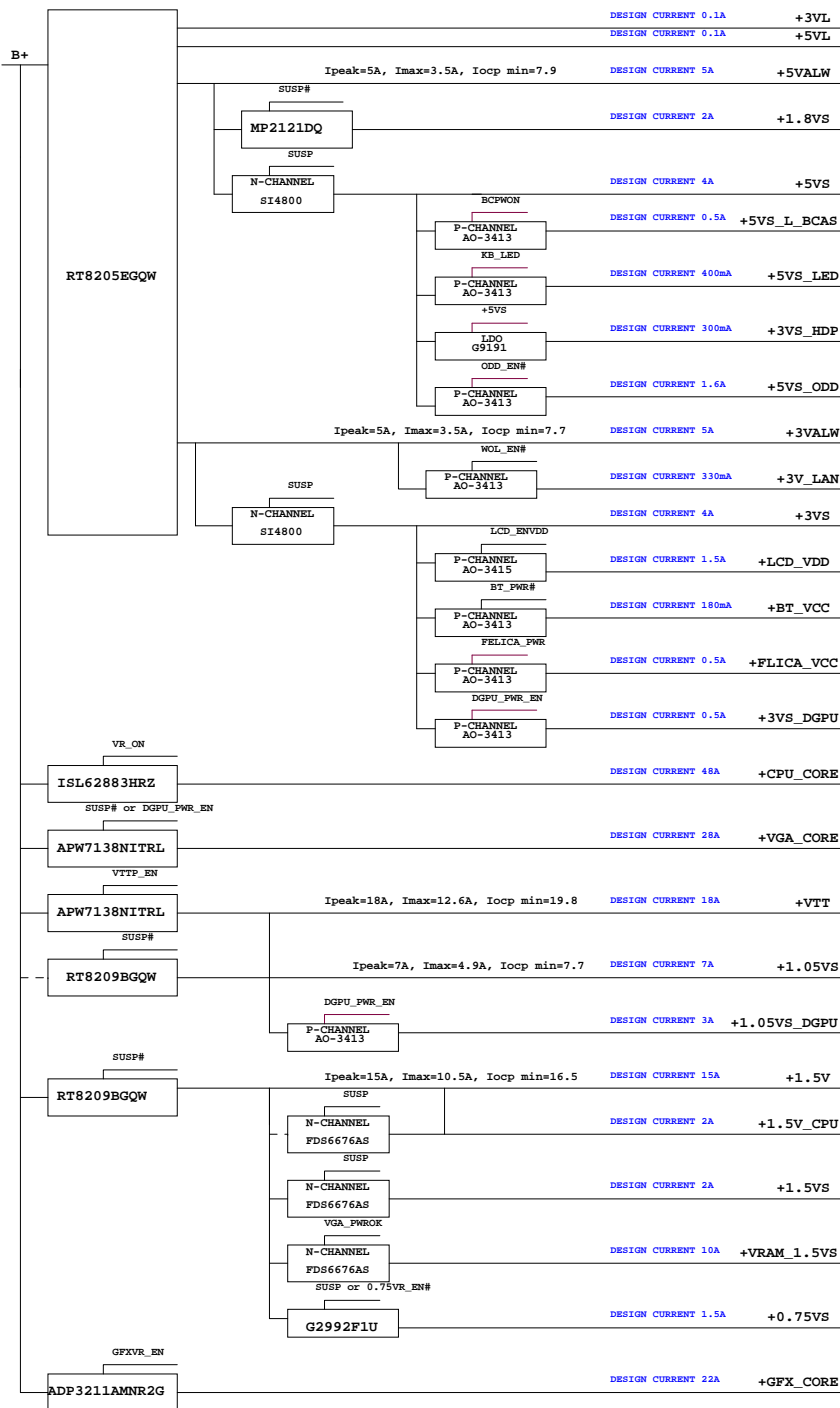 DESIGN CURRENT 0.1A +3VL
DESIGN CURRENT 0.1A +5VL
B+
Ipeak=5A, Imax=3.5A, Iocp min=7.9 DESIGN CURRENT 5A +5VALW
SUSP#
MP2121DQ DESIGN CURRENT 2A +1.8VS
SUSP
N-CHANNEL DESIGN CURRENT 4A +5VS
SI4800
BCPWON
P-CHANNEL DESIGN CURRENT 0.5A +5VS_L_BCAS
AO-3413
KB_LED
P-CHANNEL DESIGN CURRENT 400mA +5VS_LED
AO-3413
RT8205EGQW
+5VS
LDO DESIGN CURRENT 300mA +3VS_HDP
G9191
ODD_EN#
P-CHANNEL DESIGN CURRENT 1.6A +5VS_ODD
AO-3413
Ipeak=5A, Imax=3.5A, Iocp min=7.7 DESIGN CURRENT 5A +3VALW
WOL_EN#
P-CHANNEL DESIGN CURRENT 330mA +3V_LAN
AO-3413
SUSP
N-CHANNEL DESIGN CURRENT 4A +3VS
SI4800
LCD_ENVDD
P-CHANNEL DESIGN CURRENT 1.5A +LCD_VDD
AO-3415
BT_PWR#
P-CHANNEL DESIGN CURRENT 180mA +BT_VCC
AO-3413
FELICA_PWR
P-CHANNEL DESIGN CURRENT 0.5A +FLICA_VCC
AO-3413
DGPU_PWR_EN
P-CHANNEL DESIGN CURRENT 0.5A +3VS_DGPU
AO-3413
VR_ON
ISL62883HRZ DESIGN CURRENT 48A +CPU_CORE
SUSP# or DGPU_PWR_EN
APW7138NITRL DESIGN CURRENT 28A +VGA_CORE
VTTP_EN
APW7138NITRL Ipeak=18A, Imax=12.6A, Iocp min=19.8 DESIGN CURRENT 18A +VTT
SUSP#
RT8209BGQW Ipeak=7A, Imax=4.9A, Iocp min=7.7 DESIGN CURRENT 7A +1.05VS
DGPU_PWR_EN
P-CHANNEL DESIGN CURRENT 3A +1.05VS_DGPU
AO-3413
SUSP#
RT8209BGQW Ipeak=15A, Imax=10.5A, Iocp min=16.5 DESIGN CURRENT 15A +1.5V
SUSP
N-CHANNEL DESIGN CURRENT 2A +1.5V_CPU
FDS6676AS
SUSP
N-CHANNEL DESIGN CURRENT 2A +1.5VS
FDS6676AS
VGA_PWROK
N-CHANNEL DESIGN CURRENT 10A +VRAM_1.5VS
FDS6676AS
SUSP or 0.75VR_EN#
G2992F1U DESIGN CURRENT 1.5A +0.75VS
GFXVR_EN
ADP3211AMNR2G DESIGN CURRENT 22A +GFX_CORE